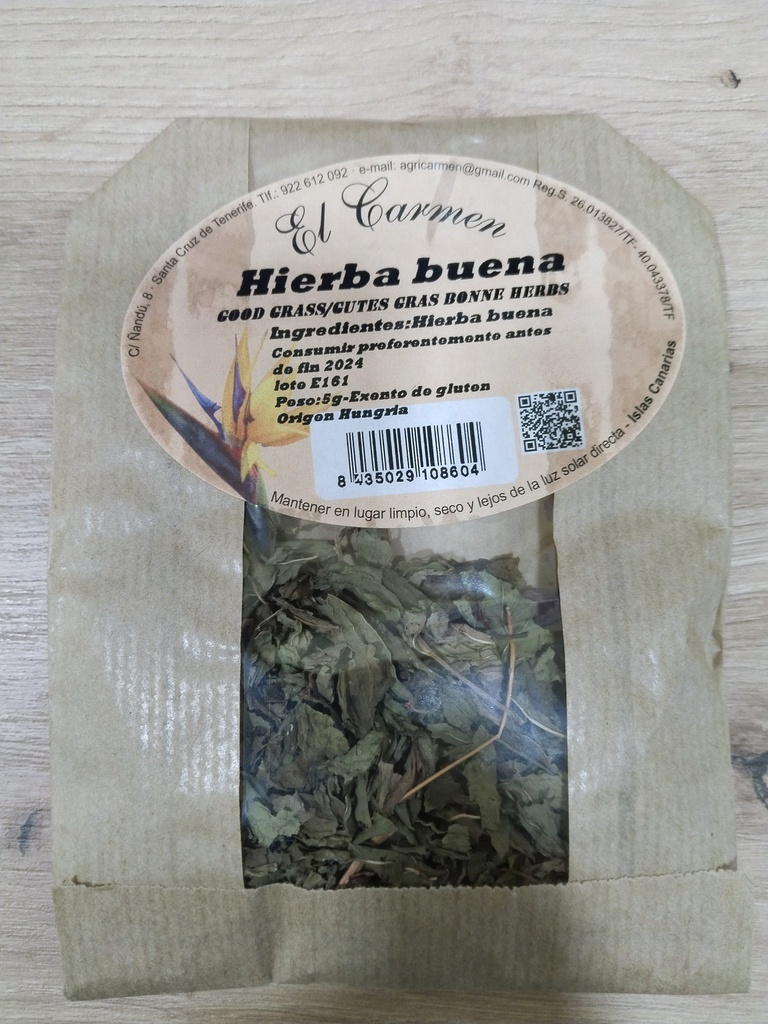 C/ Ñandú, 8 · Santa Cruz de Tenerife. Tlf.: 922 612 092 · e-mail: agricarmen@gmail.com Reg.S. 26.013827/TF- 40.043378/TF
El Carmen
Hierba buena
GOOD GRASS/GUTES GRAS BONNE HERBS
Ingredientes:Hierba buena
Consumir preferentemente antes
de fin 2024
lote E161
Peso:5g-Exento de gluten
Origen Hungria
8 435029 108604
Mantener en lugar limpio, seco y lejos de la luz solar directa - Islas Canarias